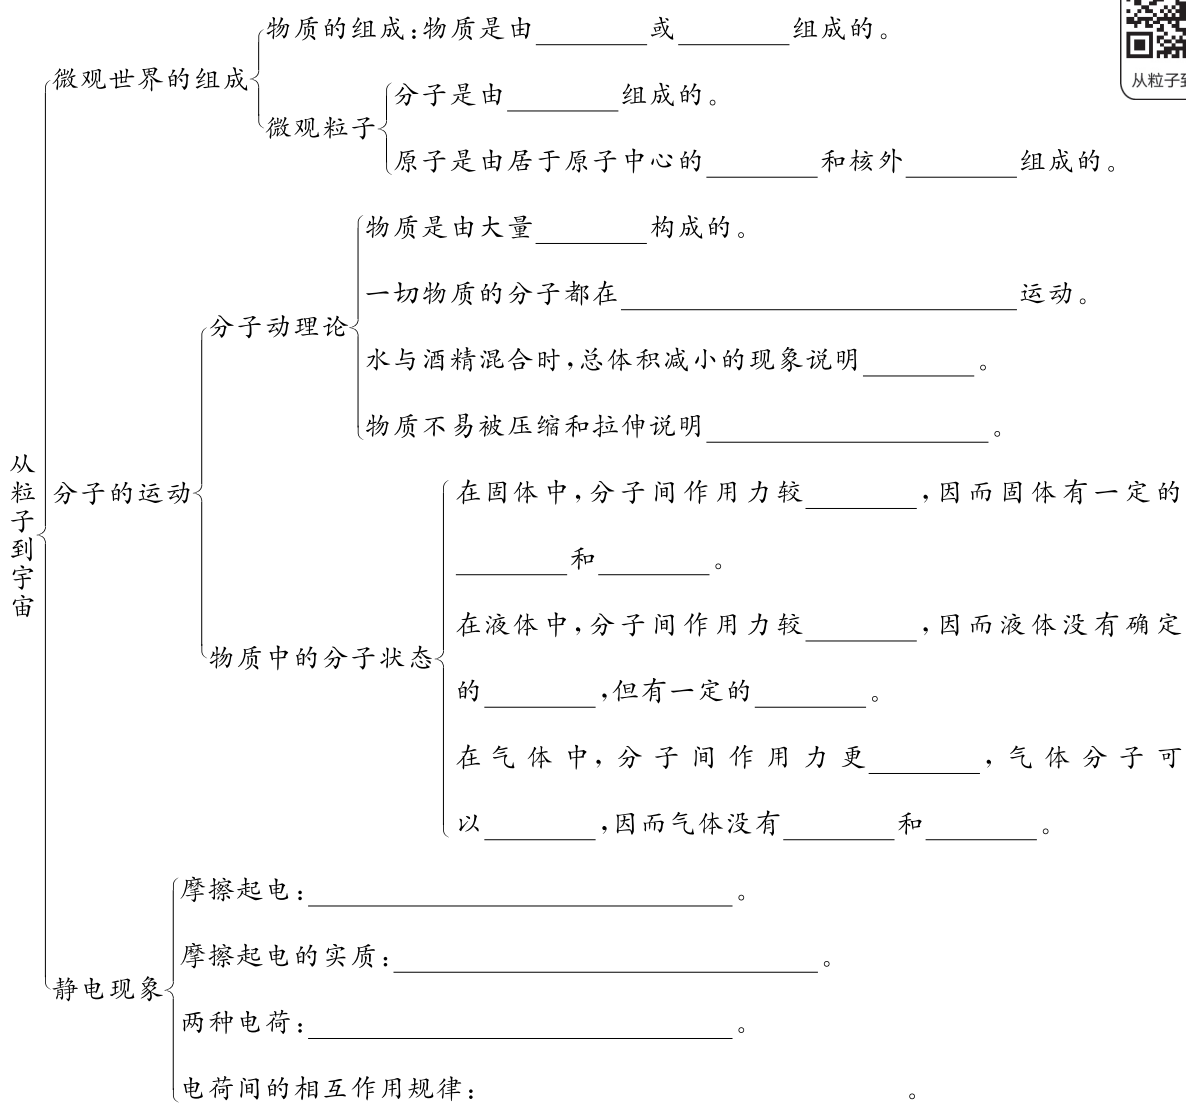 物质的组成:物质是由________或________组成的。
从粒子到
微观世界的组成
分子是由________组成的。
微观粒子
原子是由居于原子中心的________和核外________组成的。
物质是由大量________构成的。
一切物质的分子都在____________________________运动。
分子动理论
水与酒精混合时,总体积减小的现象说明________。
物质不易被压缩和拉伸说明____________________。
从粒子到宇宙
分子的运动
在固体中,分子间作用力较________,因而固体有一定的
________和________。
在液体中,分子间作用力较________,因而液体没有确定
物质中的分子状态
的________,但有一定的________。
在气体中,分子间作用力更________,气体分子可
以________,因而气体没有________和________。
摩擦起电:______________________________。
摩擦起电的实质:______________________________。
静电现象
两种电荷:______________________________。
电荷间的相互作用规律: 。